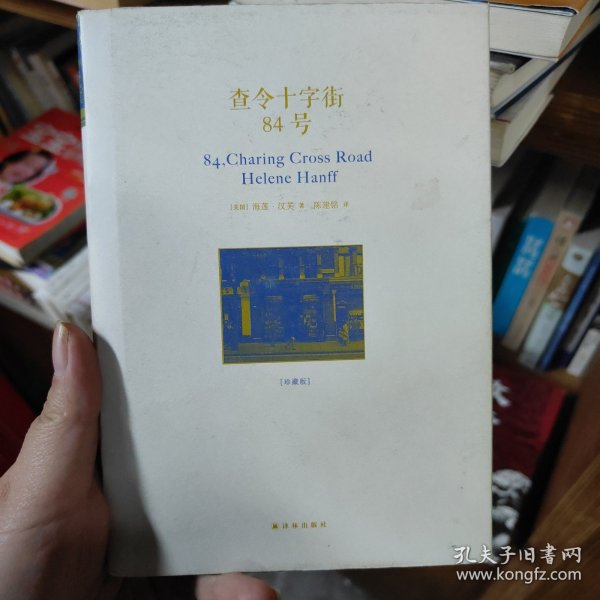 查令十字街
84 号
84,Charing Cross Road
Helene Hanff
[美国] 海莲·汉芙 著 陈建铭 译
[珍藏版]
译林出版社
孔夫子旧书网
www.kongfz.com